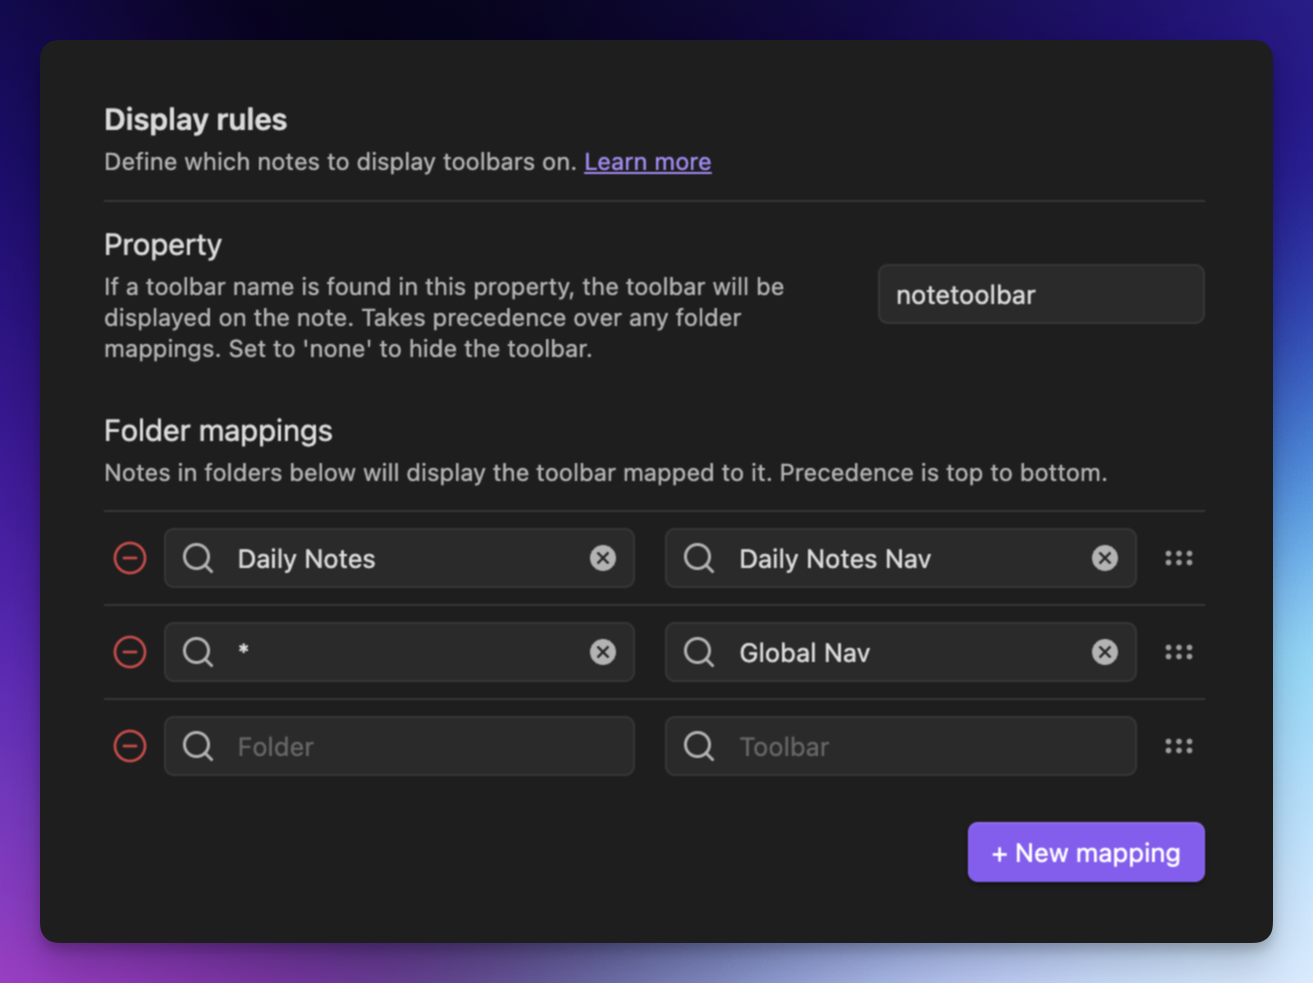 Display rules
Define which notes to display toolbars on. Learn more
Property
If a toolbar name is found in this property, the toolbar will be
displayed on the note. Takes precedence over any folder
mappings. Set to 'none' to hide the toolbar.
notetoolbar
Folder mappings
Notes in folders below will display the toolbar mapped to it. Precedence is top to bottom.
Daily Notes Daily Notes Nav
* Global Nav
Folder Toolbar
+ New mapping